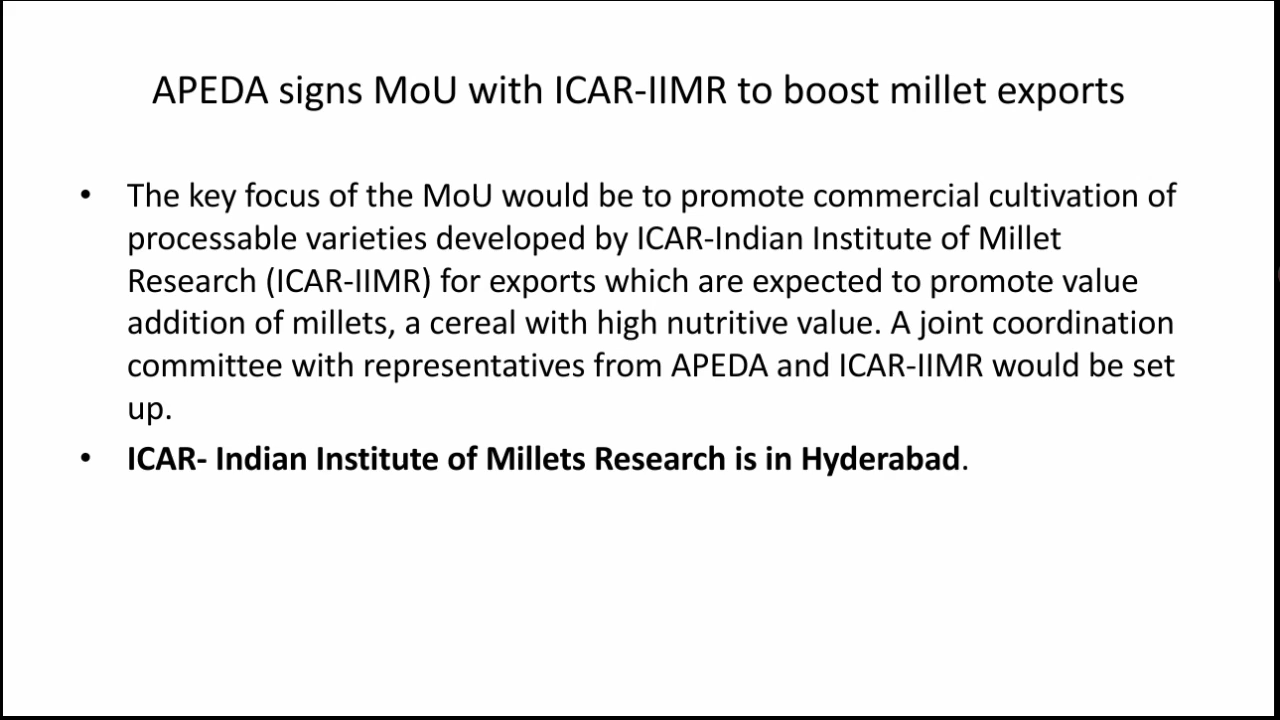 APEDA signs MoU with ICAR-IIMR to boost millet exports
• The key focus of the MoU would be to promote commercial cultivation of
processable varieties developed by ICAR-Indian Institute of Millet
Research (ICAR-IIMR) for exports which are expected to promote value
addition of millets, a cereal with high nutritive value. A joint coordination
committee with representatives from APEDA and ICAR-IIMR would be set
up.
• ICAR- Indian Institute of Millets Research is in Hyderabad.